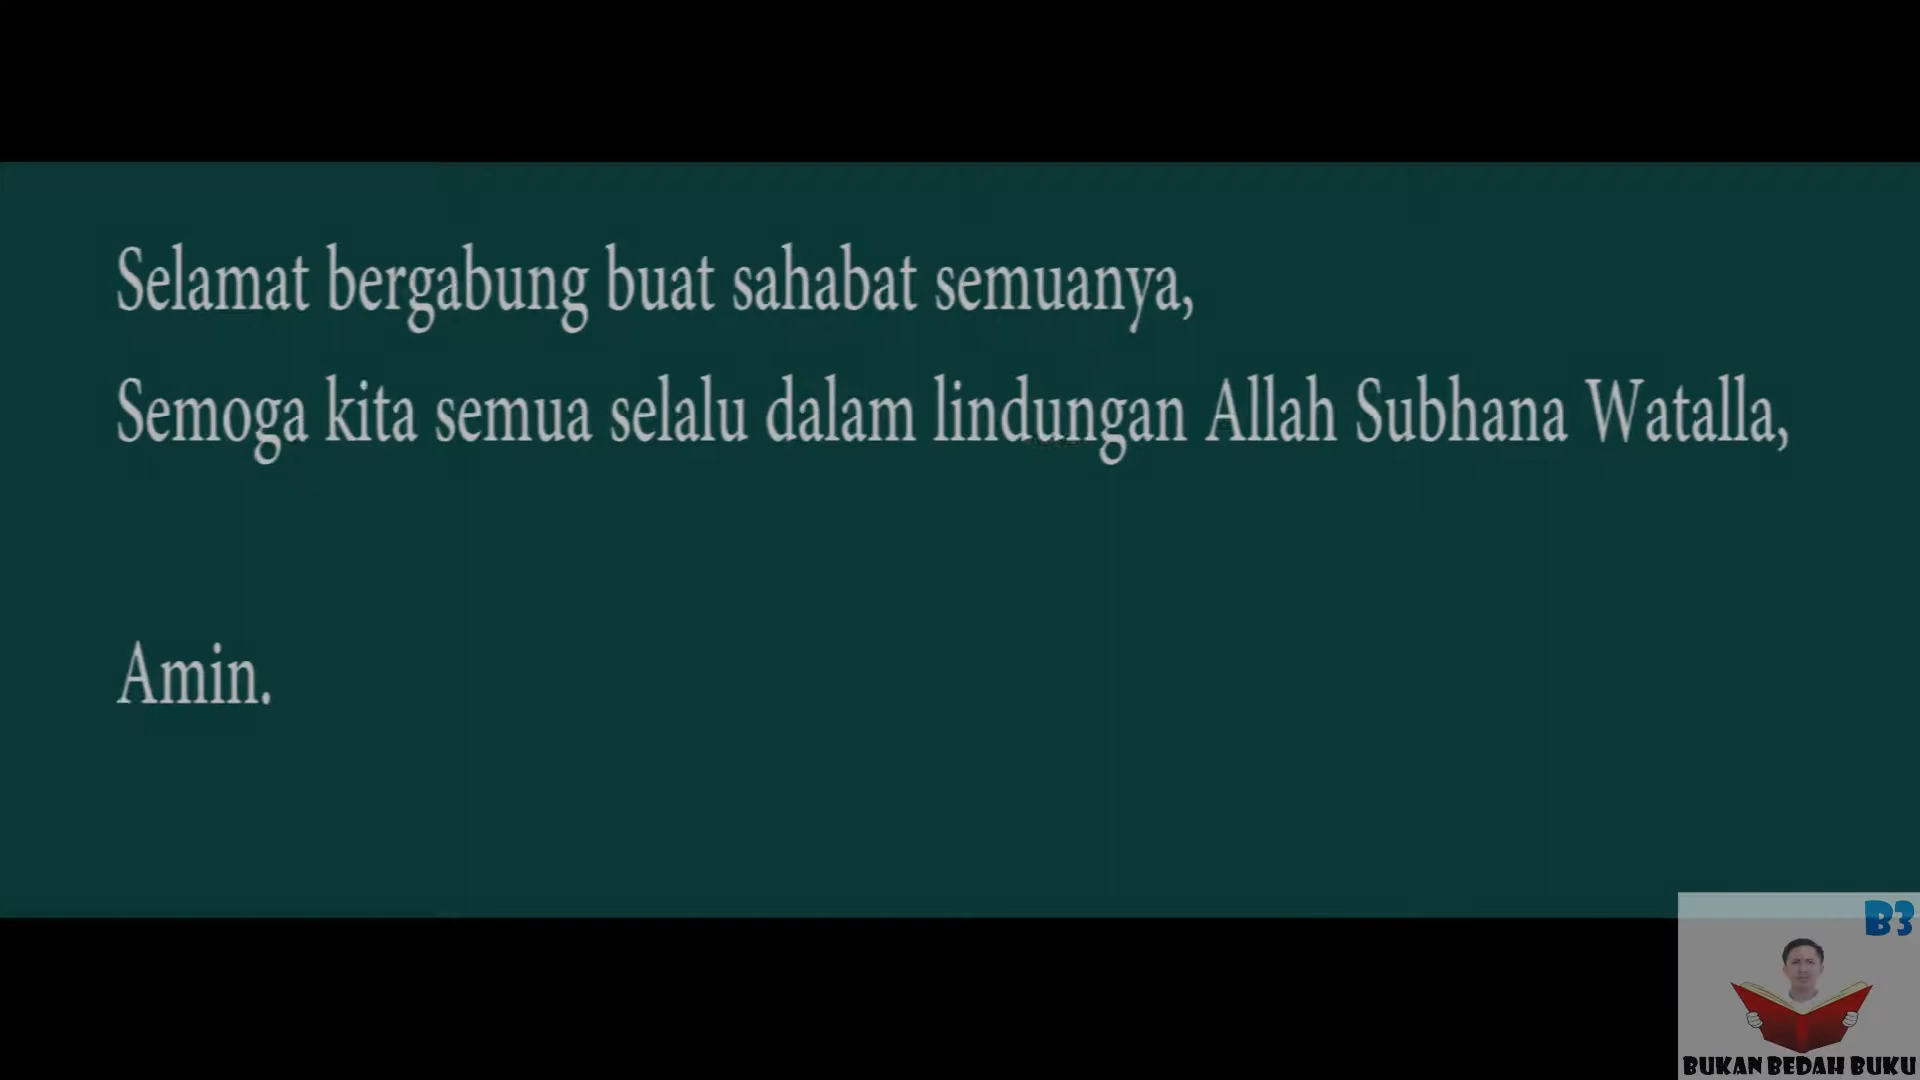 Selamat bergabung buat sahabat semuanya,
Semoga kita semua selalu dalam lindungan Allah Subhana Watalla,
Amin.
B3
BUKAN BEDAH BUKU